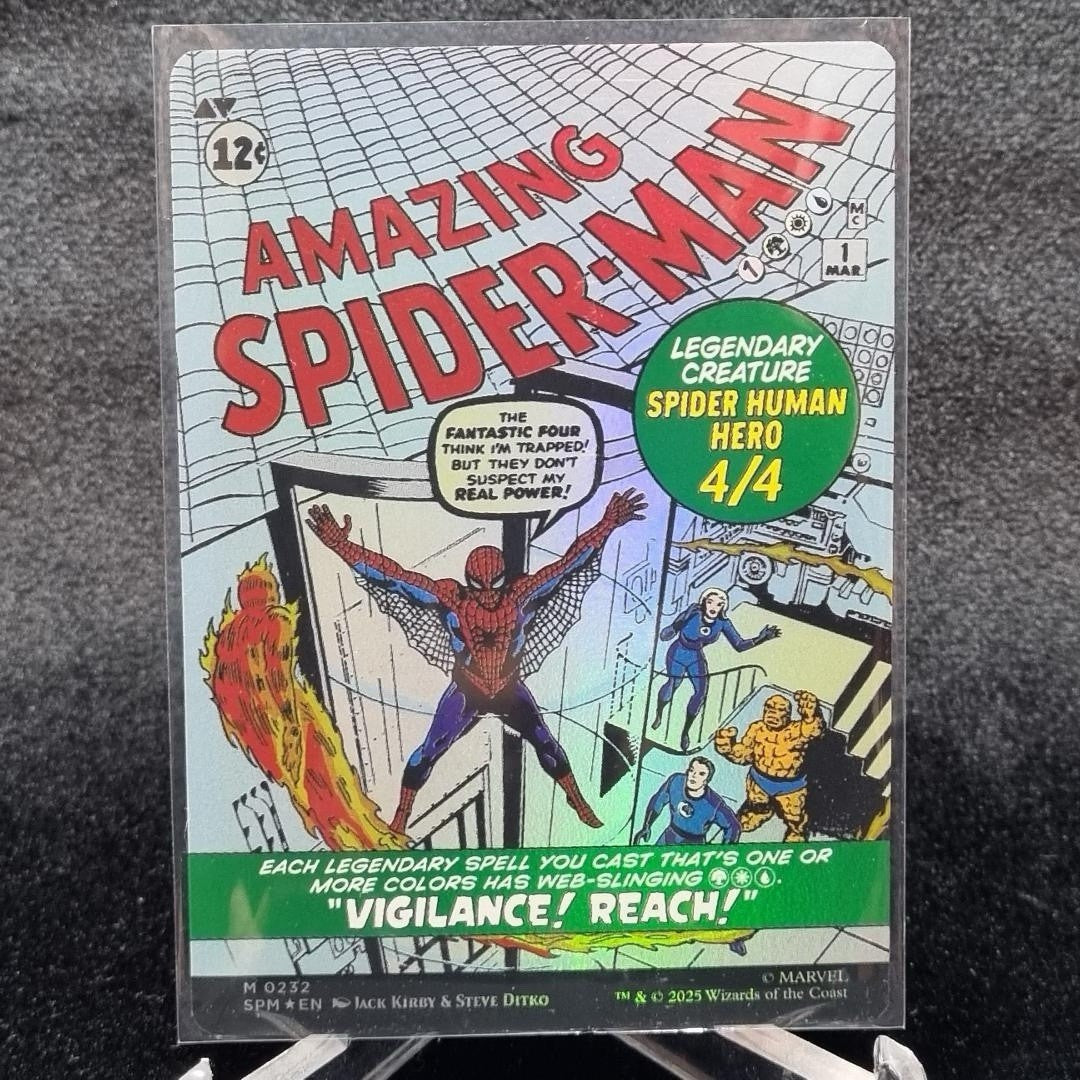 12¢
AMAZING
SPIDER-MAN
M
C
1
1
MAR.
LEGENDARY
CREATURE
SPIDER HUMAN
HERO
4/4
THE
FANTASTIC FOUR
THINK I'M TRAPPED!
BUT THEY DON'T
SUSPECT MY
REAL POWER!
EACH LEGENDARY SPELL YOU CAST THAT'S ONE OR
MORE COLORS HAS WEB-SLINGING
"VIGILANCE! REACH!"
M 0232
SPM★EN JACK KIRBY & STEVE DITKO
© MARVEL
™ & © 2025 Wizards of the Coast